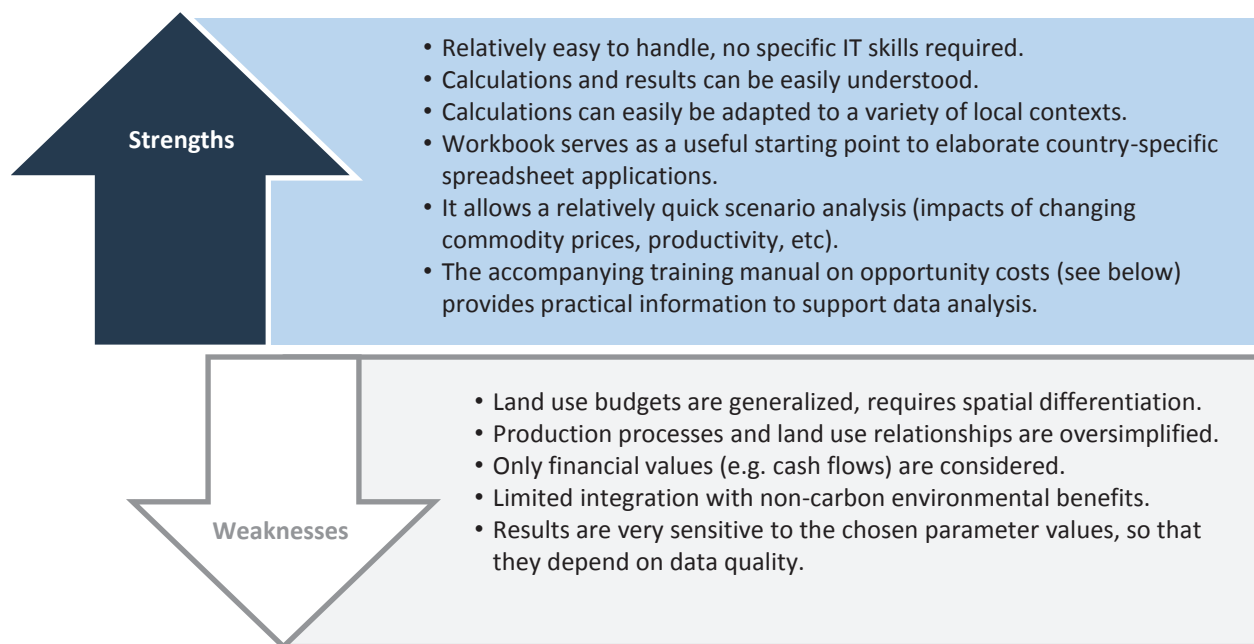 Strengths
• Relatively easy to handle, no specific IT skills required.
• Calculations and results can be easily understood.
• Calculations can easily be adapted to a variety of local contexts.
• Workbook serves as a useful starting point to elaborate country-specific
spreadsheet applications.
• It allows a relatively quick scenario analysis (impacts of changing
commodity prices, productivity, etc).
• The accompanying training manual on opportunity costs (see below)
provides practical information to support data analysis.
Weaknesses
• Land use budgets are generalized, requires spatial differentiation.
• Production processes and land use relationships are oversimplified.
• Only financial values (e.g. cash flows) are considered.
• Limited integration with non-carbon environmental benefits.
• Results are very sensitive to the chosen parameter values, so that
they depend on data quality.